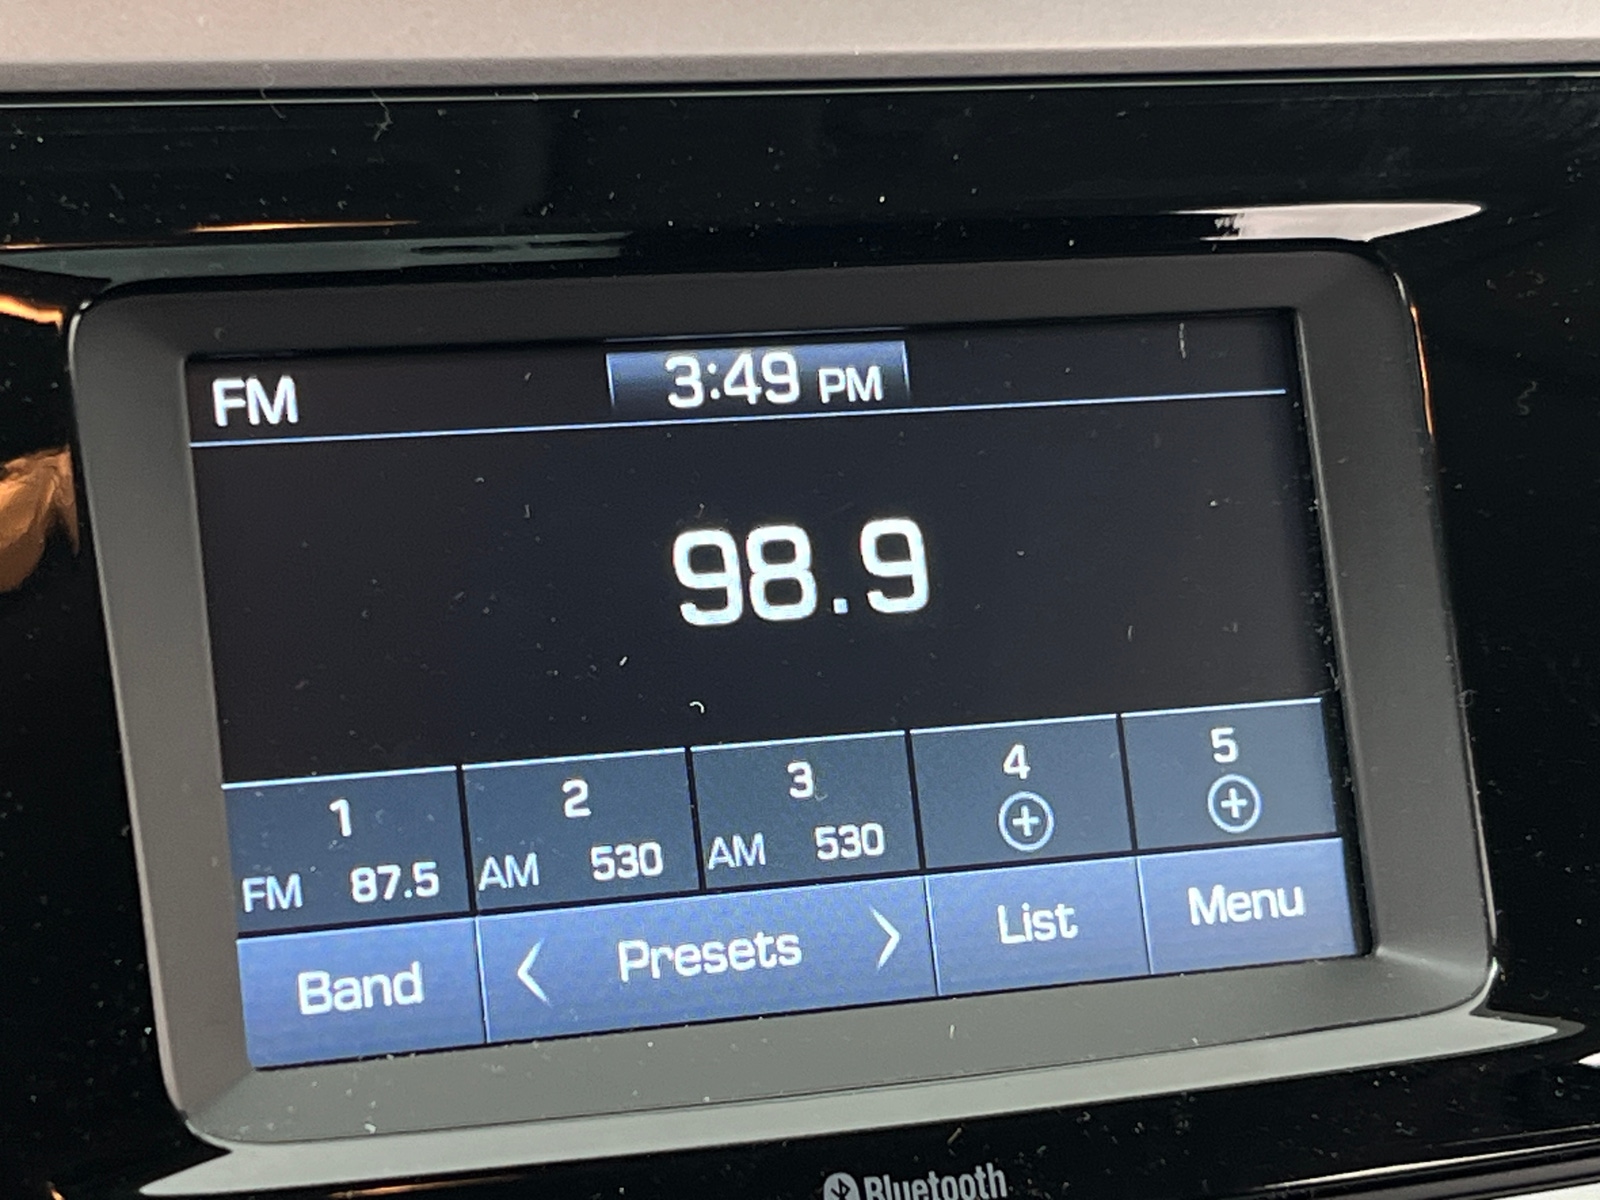 FM
3:49 PM
98.9
1
FM 87.5
2
AM 530
3
AM 530
4
5
Band
< Presets >
List
Menu
Bluetooth